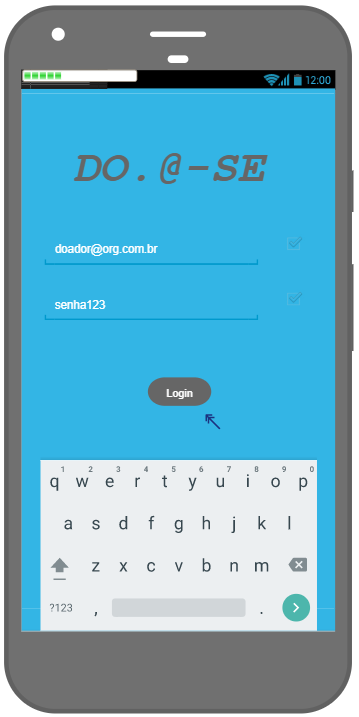 12:00
DO.@-SE
doador@org.com.br
senha123
Login
1 2 3 4 5 6 7 8 9 0
q w e r t y u i o p
a s d f g h j k l
z x c v b n m
?123 , .